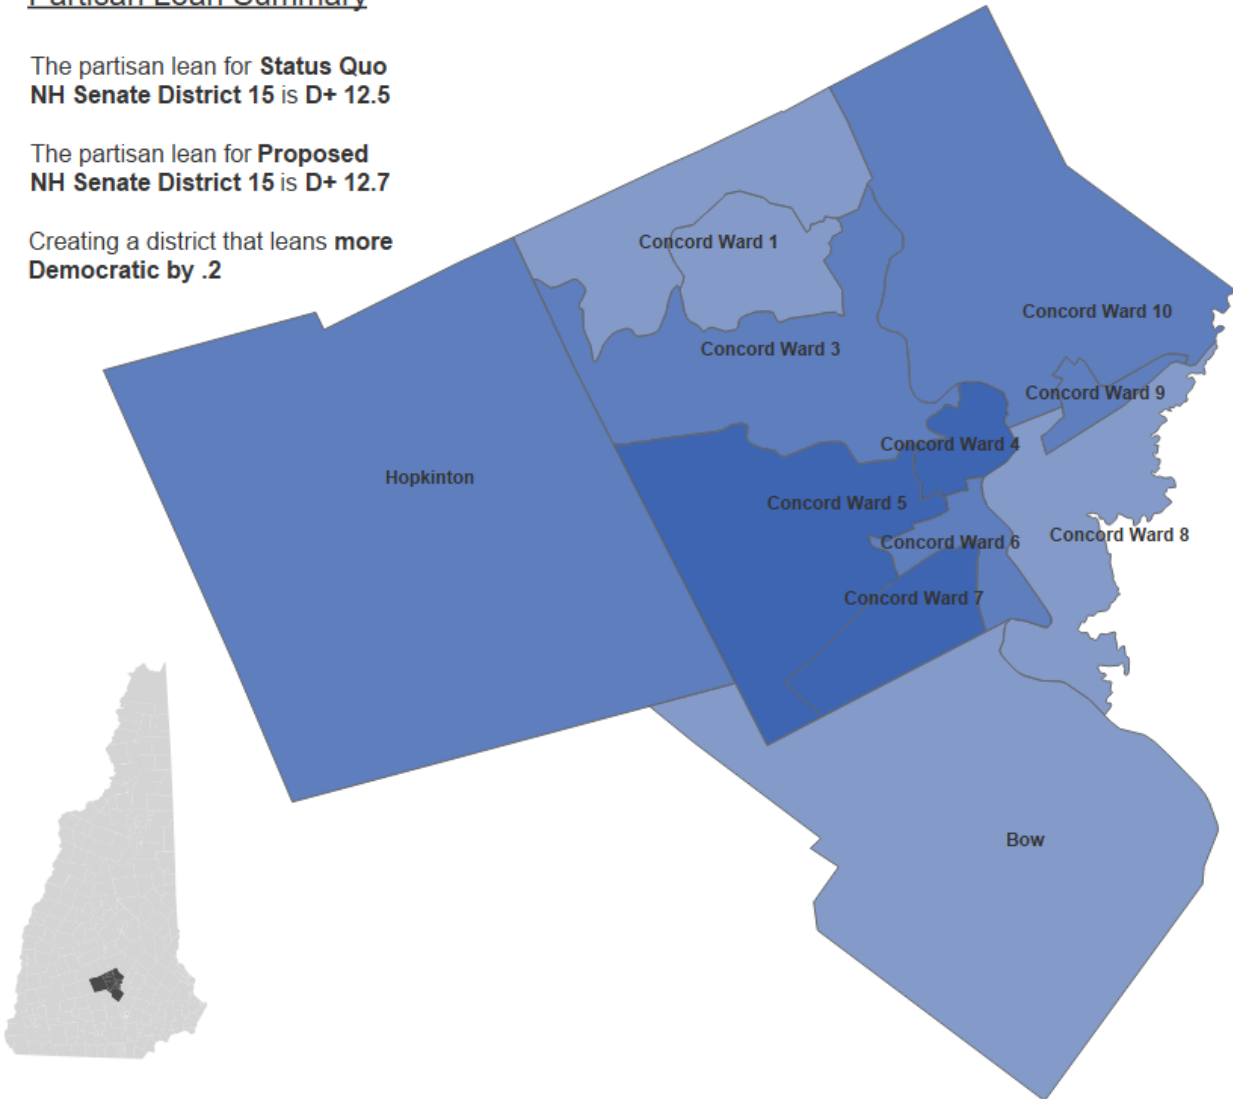 Partisan Lean Summary
The partisan lean for Status Quo
NH Senate District 15 is D+ 12.5
The partisan lean for Proposed
NH Senate District 15 is D+ 12.7
Creating a district that leans more
Democratic by .2
Concord Ward 1
Concord Ward 10
Concord Ward 3
Concord Ward 9
Concord Ward 4
Hopkinton
Concord Ward 5
Concord Ward 8
Concord Ward 6
Concord Ward 7
Bow